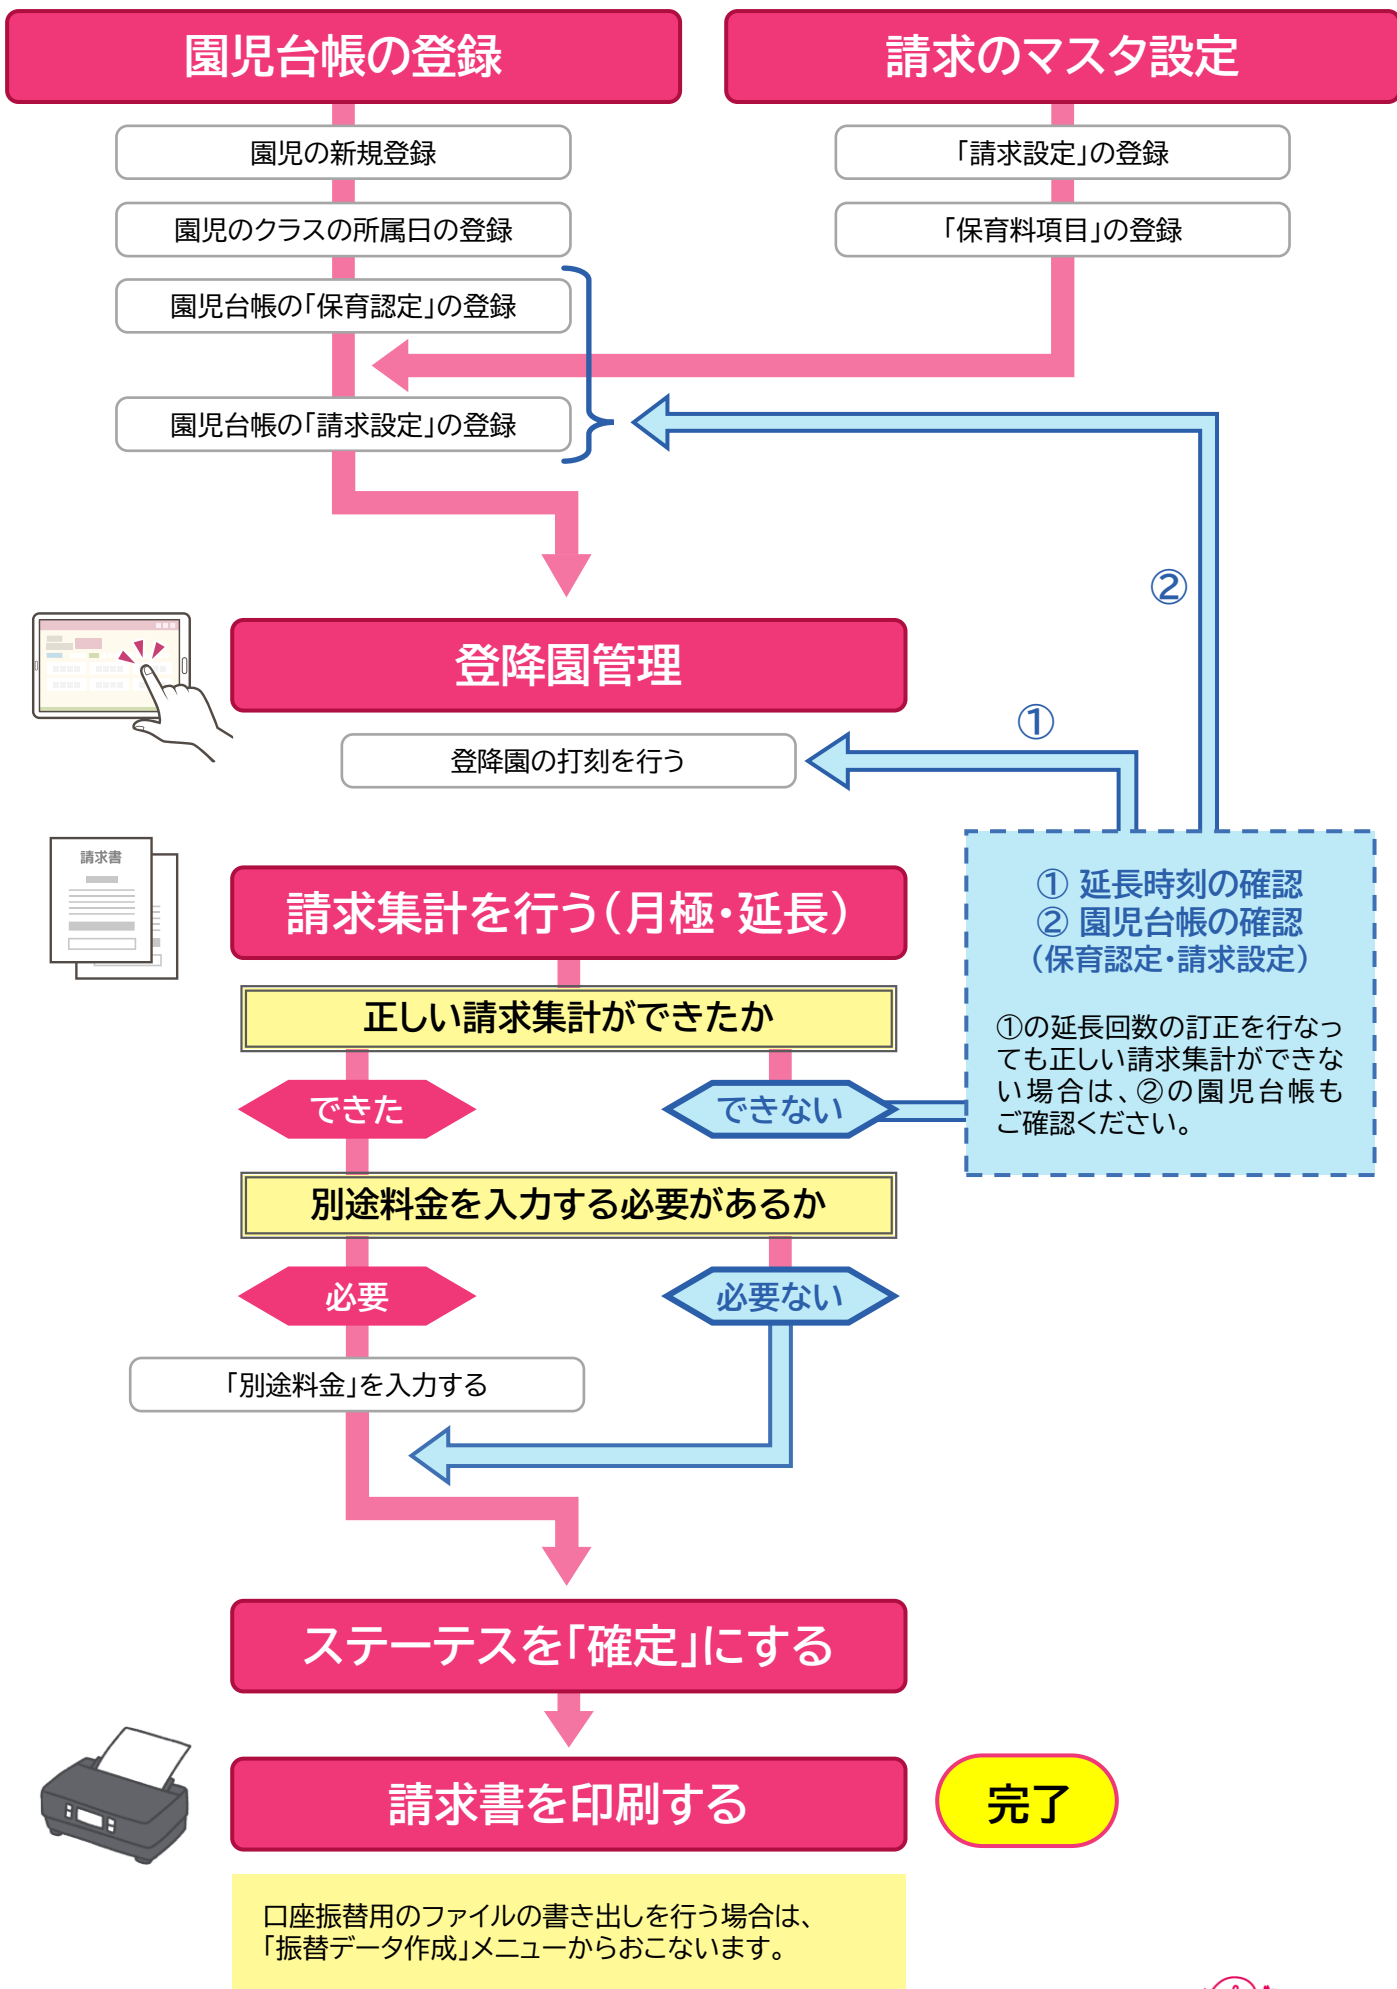 園児台帳の登録
園児の新規登録
園児のクラスの所属日の登録
園児台帳の「保育認定」の登録
園児台帳の「請求設定」の登録
請求のマスタ設定
「請求設定」の登録
「保育料項目」の登録
②
登降園管理
①
登降園の打刻を行う
請求書
請求集計を行う（月極・延長）
① 延長時刻の確認
② 園児台帳の確認
（保育認定・請求設定）
①の延長回数の訂正を行なっ
ても正しい請求集計ができな
い場合は、②の園児台帳も
ご確認ください。
正しい請求集計ができたか
できた
できない
別途料金を入力する必要があるか
必要
必要ない
「別途料金」を入力する
ステーテスを「確定」にする
請求書を印刷する
完了
口座振替用のファイルの書き出しを行う場合は、
「振替データ作成」メニューからおこないます。